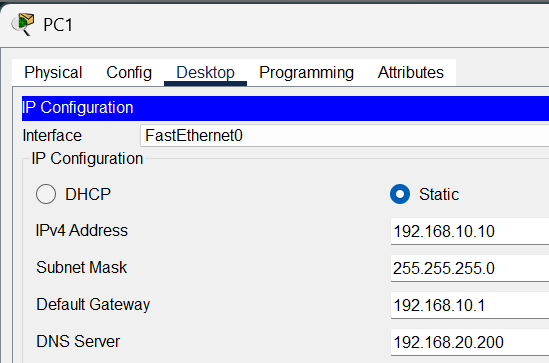 PC1
Physical Config Desktop Programming Attributes
IP Configuration
Interface FastEthernet0
IP Configuration
DHCP Static
IPv4 Address 192.168.10.10
Subnet Mask 255.255.255.0
Default Gateway 192.168.10.1
DNS Server 192.168.20.200